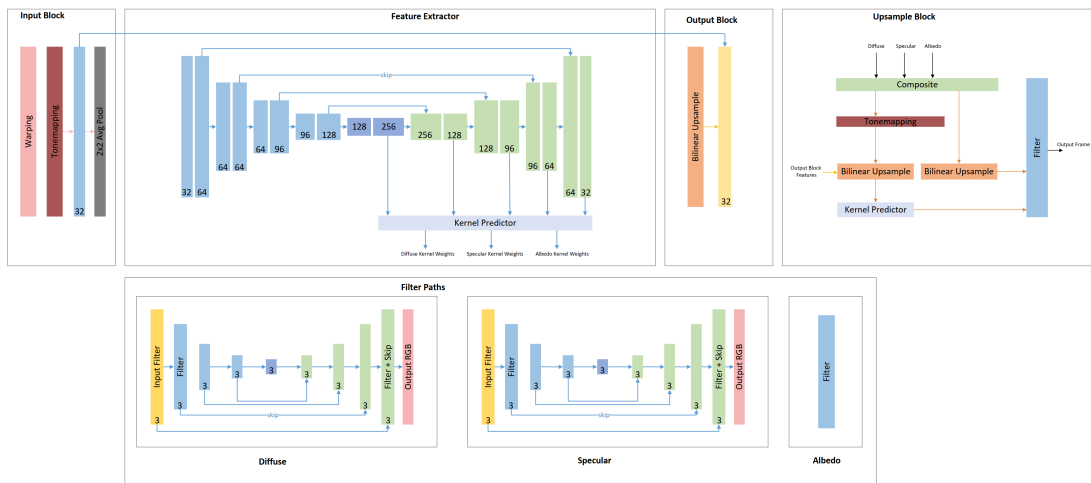 Input Block
Warping
Tonemapping
32
2x2 Avg Pool
Feature Extractor
32
64
64
64
64
96
96
128
128
256
256
128
128
96
96
64
64
32
skip
Kernel Predictor
Diffuse Kernel Weights
Specular Kernel Weights
Albedo Kernel Weights
Output Block
Bilinear Upsample
32
Upsample Block
Diffuse
Specular
Albedo
Composite
Tonemapping
Output Block
Features
Bilinear Upsample
Bilinear Upsample
Kernel Predictor
Filter
Output Frame
Filter Paths
Input Filter
3
Filter
3
3
3
3
3
3
3
Filter + Skip
3
Output RGB
skip
Diffuse
Input Filter
3
Filter
3
3
3
3
3
3
3
Filter + Skip
3
Output RGB
skip
Specular
Filter
Albedo